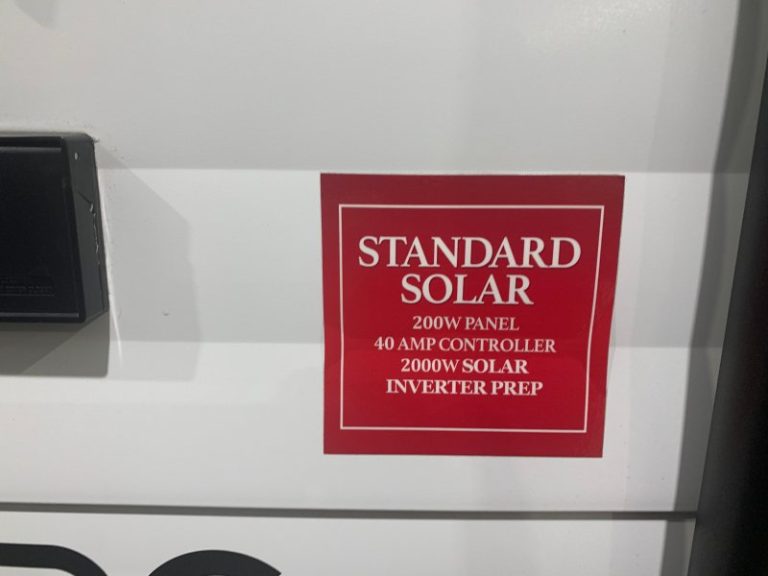 STANDARD
SOLAR
200W PANEL
40 AMP CONTROLLER
2000W SOLAR
INVERTER PREP